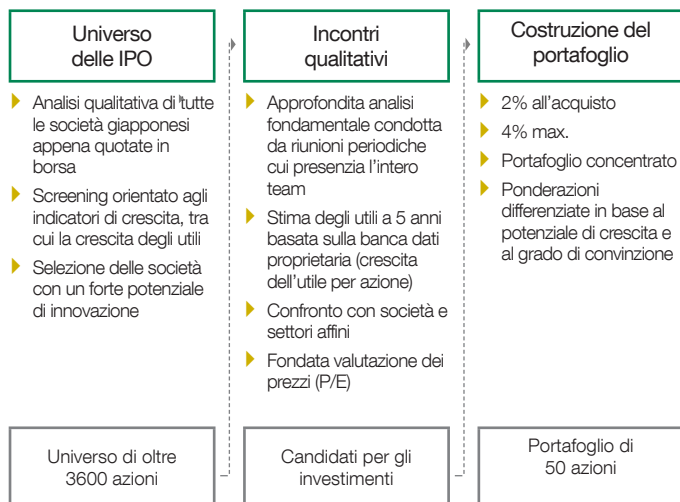 Universo
delle IPO
Analisi qualitativa di tutte
le società giapponesi
appena quotate in
borsa
Screening orientato agli
indicatori di crescita, tra
cui la crescita degli utili
Selezione delle società
con un forte potenziale
di innovazione
Universo di oltre
3600 azioni
Incontri
qualitativi
Approfondita analisi
fondamentale condotta
da riunioni periodiche
cui presenzia l'intero
team
Stima degli utili a 5 anni
basata sulla banca dati
proprietaria (crescita
dell'utile per azione)
Confronto con società e
settori affini
Fondata valutazione dei
prezzi (P/E)
Candidati per gli
investimenti
Costruzione del
portafoglio
2% all'acquisto
4% max.
Portafoglio concentrato
Ponderazioni
differenziate in base al
potenziale di crescita e
al grado di convinzione
Portafoglio di
50 azioni